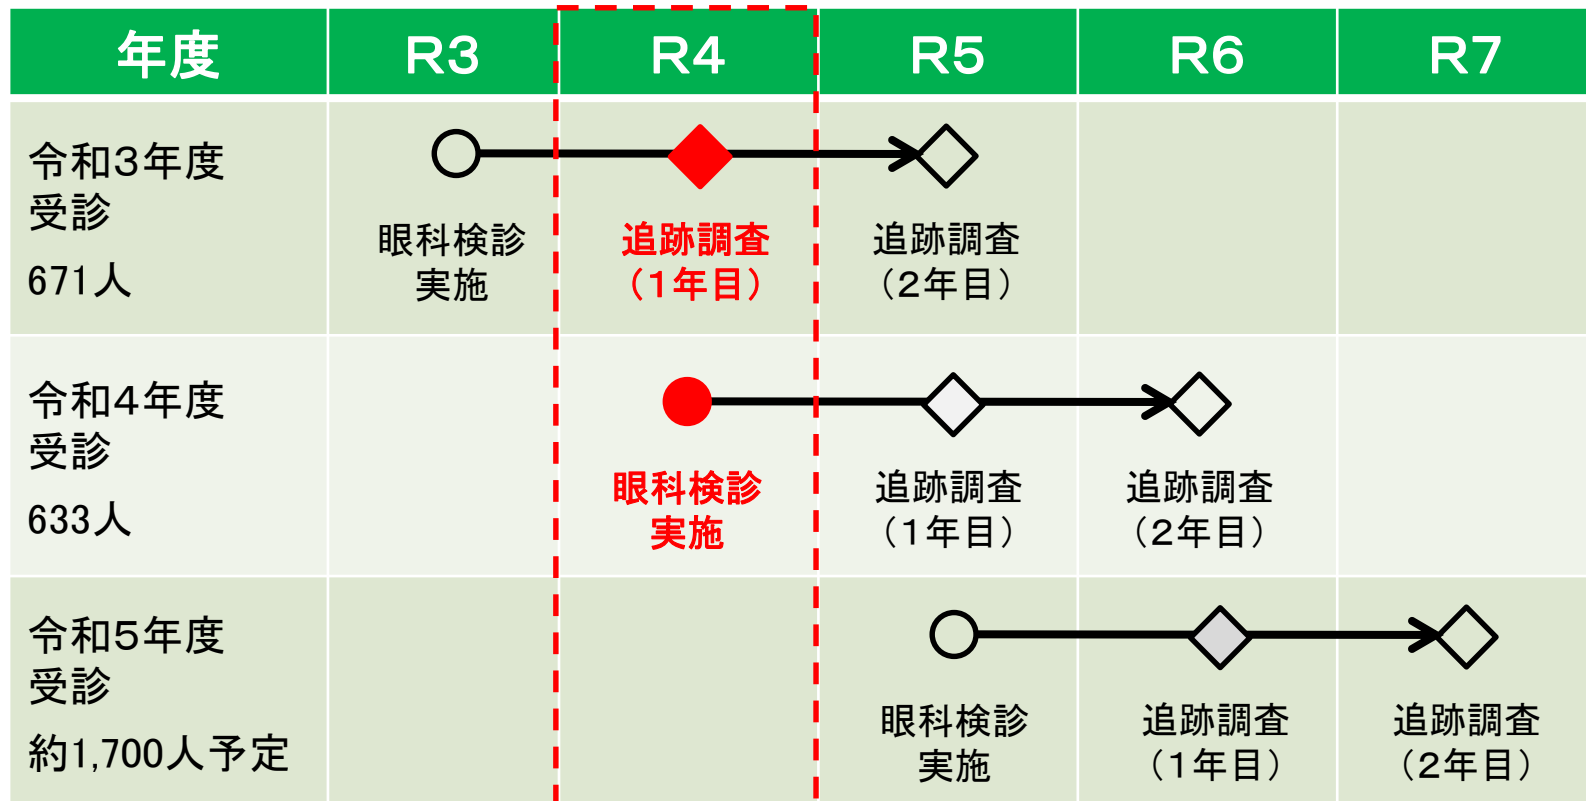 年度 R3 R4 R5 R6 R7
令和3年度
受診
671人
眼科検診
実施
追跡調査
（1年目）
追跡調査
（2年目）
令和4年度
受診
633人
眼科検診
実施
追跡調査
（1年目）
追跡調査
（2年目）
令和5年度
受診
約1,700人予定
眼科検診
実施
追跡調査
（1年目）
追跡調査
（2年目）